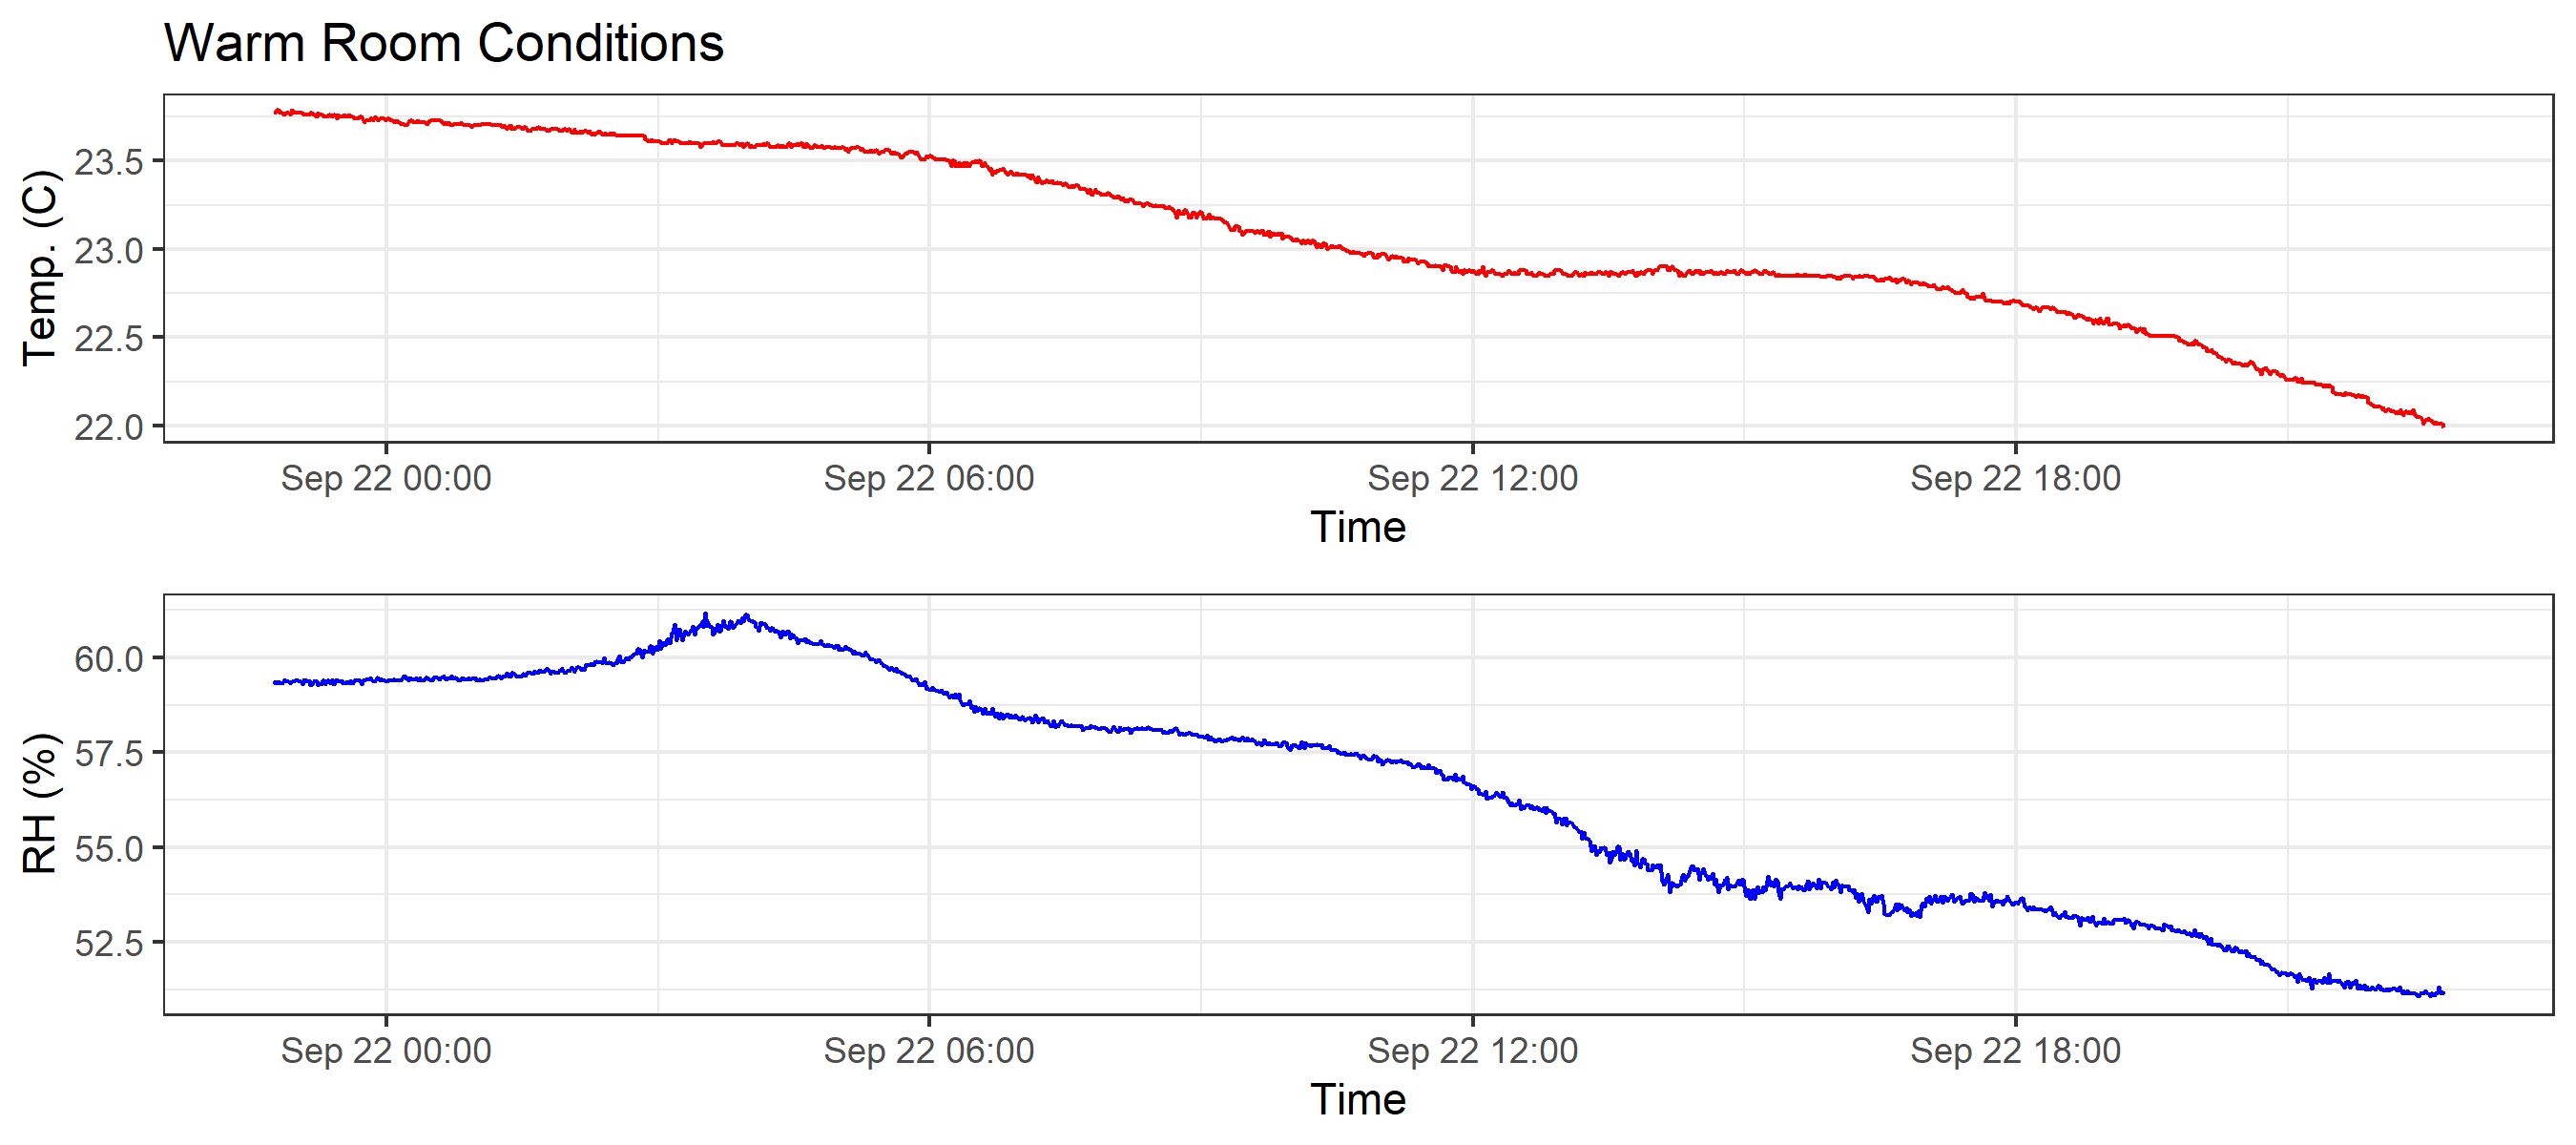 Warm Room Conditions
Temp. (C)
23.5
23.0
22.5
22.0
Sep 22 00:00 Sep 22 06:00 Sep 22 12:00 Sep 22 18:00
Time
RH (%)
60.0
57.5
55.0
52.5
Sep 22 00:00 Sep 22 06:00 Sep 22 12:00 Sep 22 18:00
Time